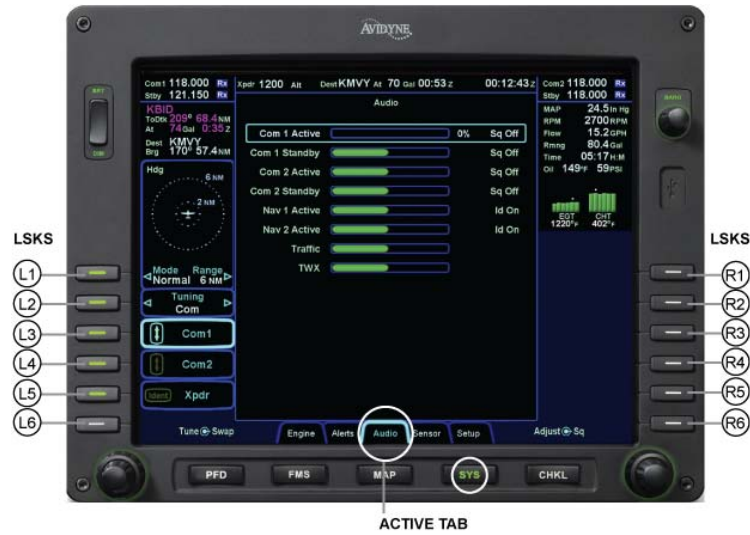 AVIDYNE
BRT
DIM
BARO
Com1 118.000 Rx
Stby 121.150 Rx
Xpdr 1200 Alt Dest KMVY At 70 Gal 00:53 z 00:12:43 z
Com2 118.000 Rx
Stby 118.000 Rx
KBID
ToDtk 209° 68.4 NM
At 74 Gal 0:35 z
Dest KMVY
Brg 170° 57.4 NM
Hdg
6 NM
2 NM
Mode Range
Normal 6 NM
Tuning
Com
Com1
Com2
Ident Xpdr
Tune Swap
Audio
Com 1 Active 0% Sq Off
Com 1 Standby Sq Off
Com 2 Active Sq Off
Com 2 Standby Sq Off
Nav 1 Active Id On
Nav 2 Active Id On
Traffic
TWX
MAP 24.5 In Hg
RPM 2700 RPM
Flow 15.2 GPH
Rmng 80.4 Gal
Time 05:17 H:M
Oil 149°F 59 PSI
EGT CHT
1220°F 402°F
Engine Alerts Audio Sensor Setup
Adjust Sq
LSKS
L1
L2
L3
L4
L5
L6
LSKS
R1
R2
R3
R4
R5
R6
PFD FMS MAP SYS CHKL
ACTIVE TAB